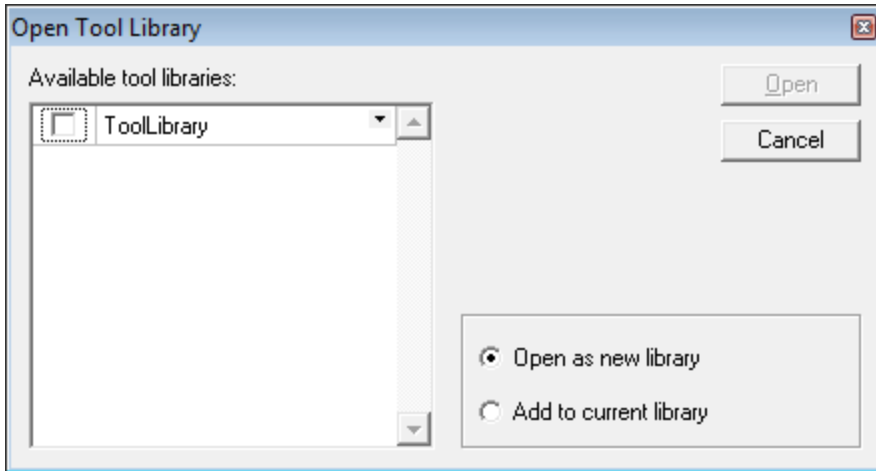 Open Tool Library
Available tool libraries:
ToolLibrary
Open
Cancel
Open as new library
Add to current library